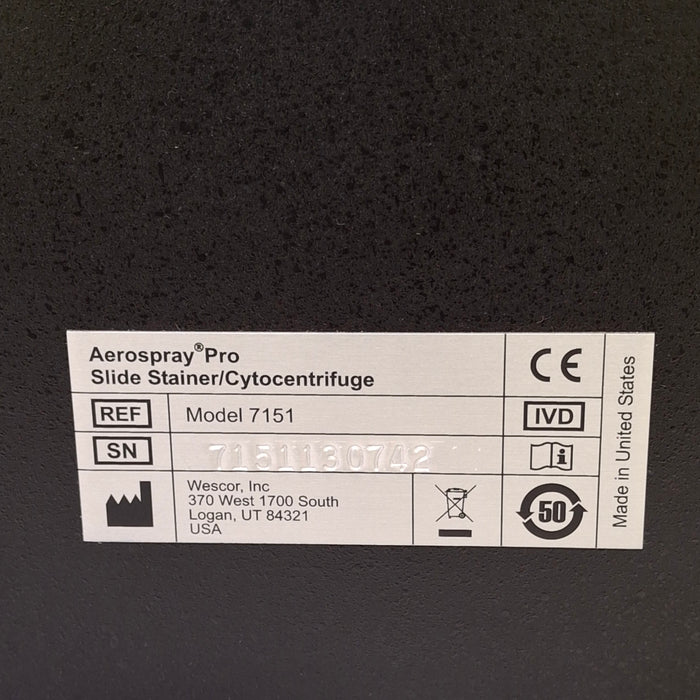 Aerospray® Pro
Slide Stainer/Cytocentrifuge
CE
REF
Model 7151
IVD
SN
7151130742
i
Wescor, Inc
370 West 1700 South
Logan, UT 84321
USA
50
Made in United States